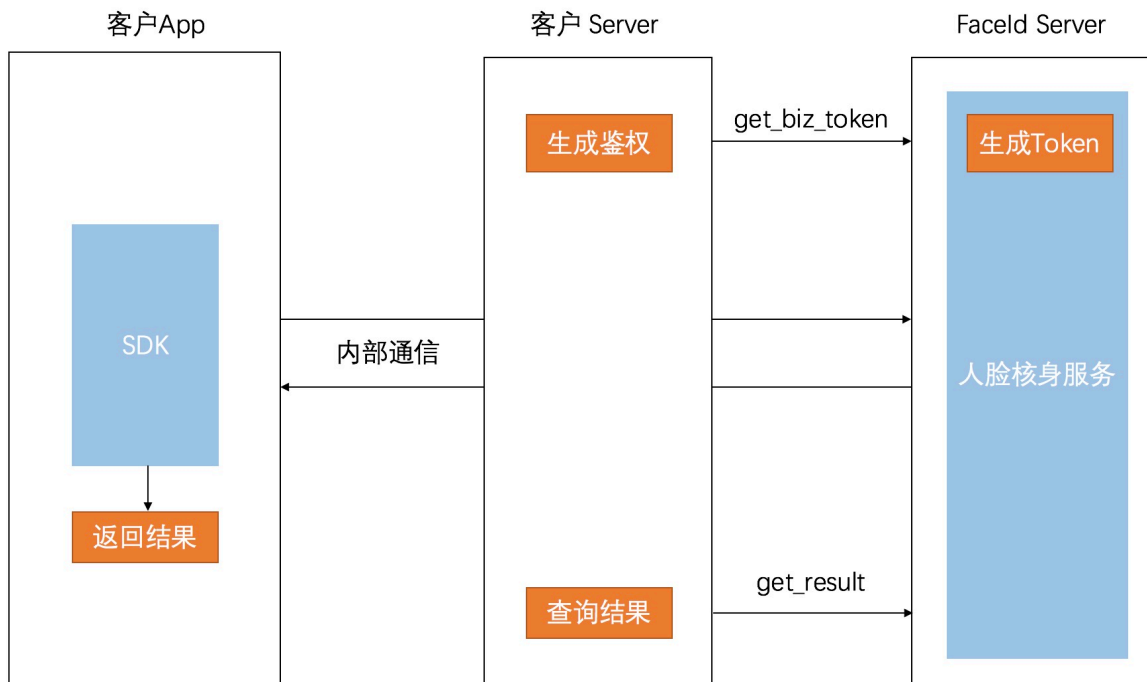 客户App
客户 Server
FaceId Server
生成鉴权
get_biz_token
生成Token
SDK
内部通信
人脸核身服务
返回结果
get_result
查询结果